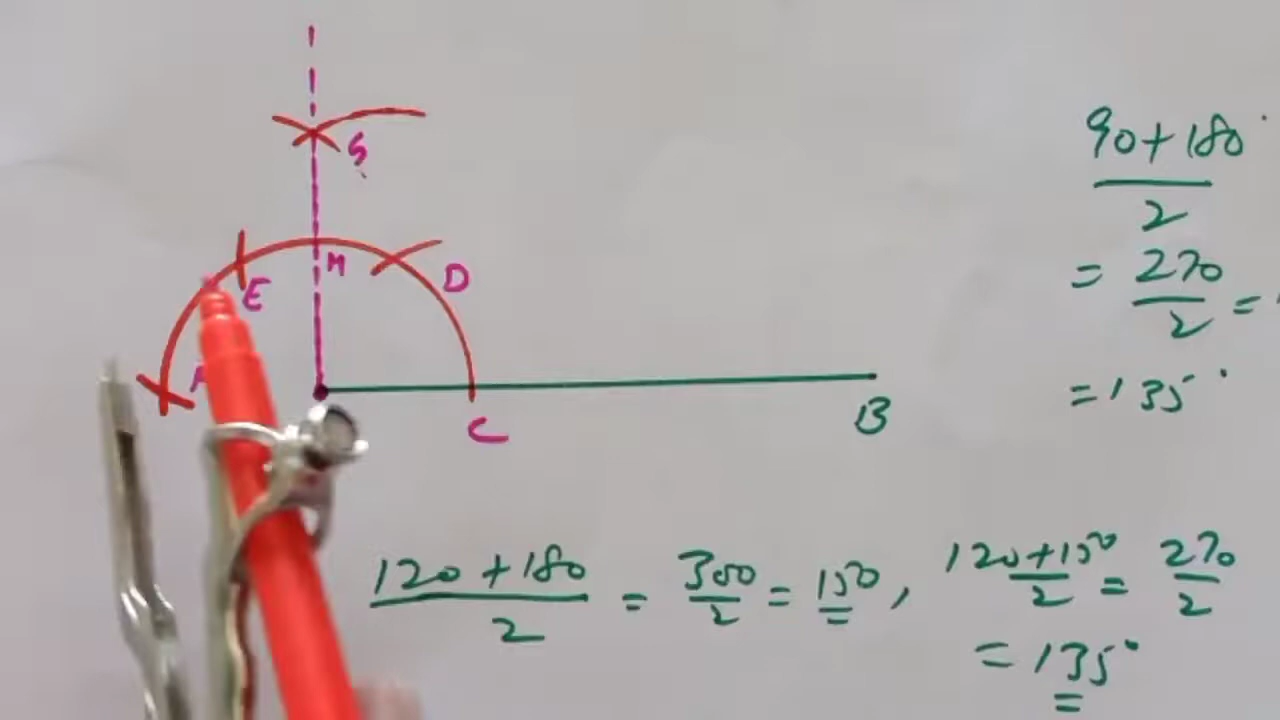 S
M
E
D
C
B
90+180°
2
= 270
2 =
= 135°
120 + 180
2
= 300
2
= 150 ,
120+150
2
= 270
2
= 135°